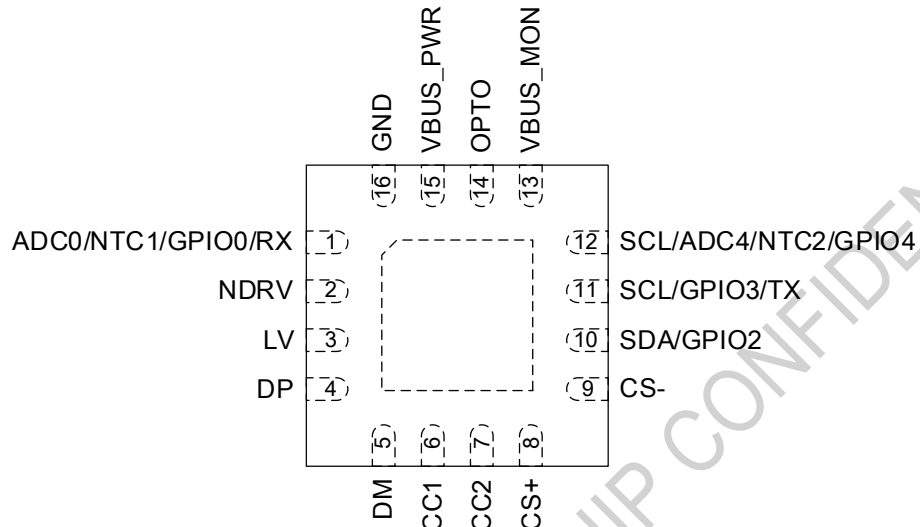 GND
VBUS_PWR
OPTO
VBUS_MON
16
15
14
13
ADC0/NTC1/GPIO0/RX 1
12 SCL/ADC4/NTC2/GPIO4
NDRV 2
11 SCL/GPIO3/TX
LV 3
10 SDA/GPIO2
DP 4
9 CS-
5
6
7
8
DM
CC1
CC2
CS+